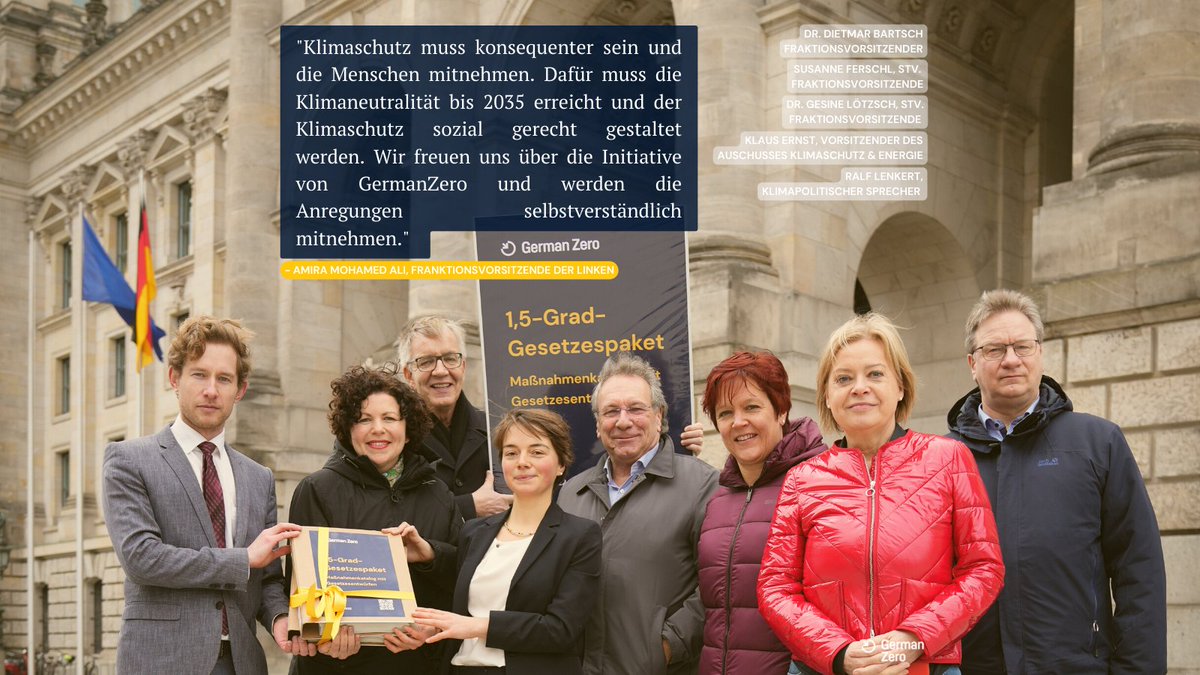 "Klimaschutz muss konsequenter sein und
die Menschen mitnehmen. Dafür muss die
Klimaneutralität bis 2035 erreicht und der
Klimaschutz sozial gerecht gestaltet
werden. Wir freuen uns über die Initiative
von GermanZero und werden die
Anregungen selbstverständlich
mitnehmen."
- AMIRA MOHAMED ALI, FRANKTIONSVORSITZENDE DER LINKEN
DR. DIETMAR BARTSCH
FRAKTIONSVORSITZENDER
SUSANNE FERSCHL, STV.
FRAKTIONSVORSITZENDE
DR. GESINE LÖTZSCH, STV.
FRAKTIONSVORSITZENDE
KLAUS ERNST, VORSITZENDER DES
AUSCHUSSES KLIMASCHUTZ & ENERGIE
RALF LENKERT,
KLIMAPOLITISCHER SPRECHER
German Zero
1,5-Grad-
Gesetzespaket
Maßnahmenkatalog
Gesetzesent
German Zero
1,5-Grad-
Gesetzespaket
Maßnahmenkatalog mit
Gesetzesentwürfen
German
Zero